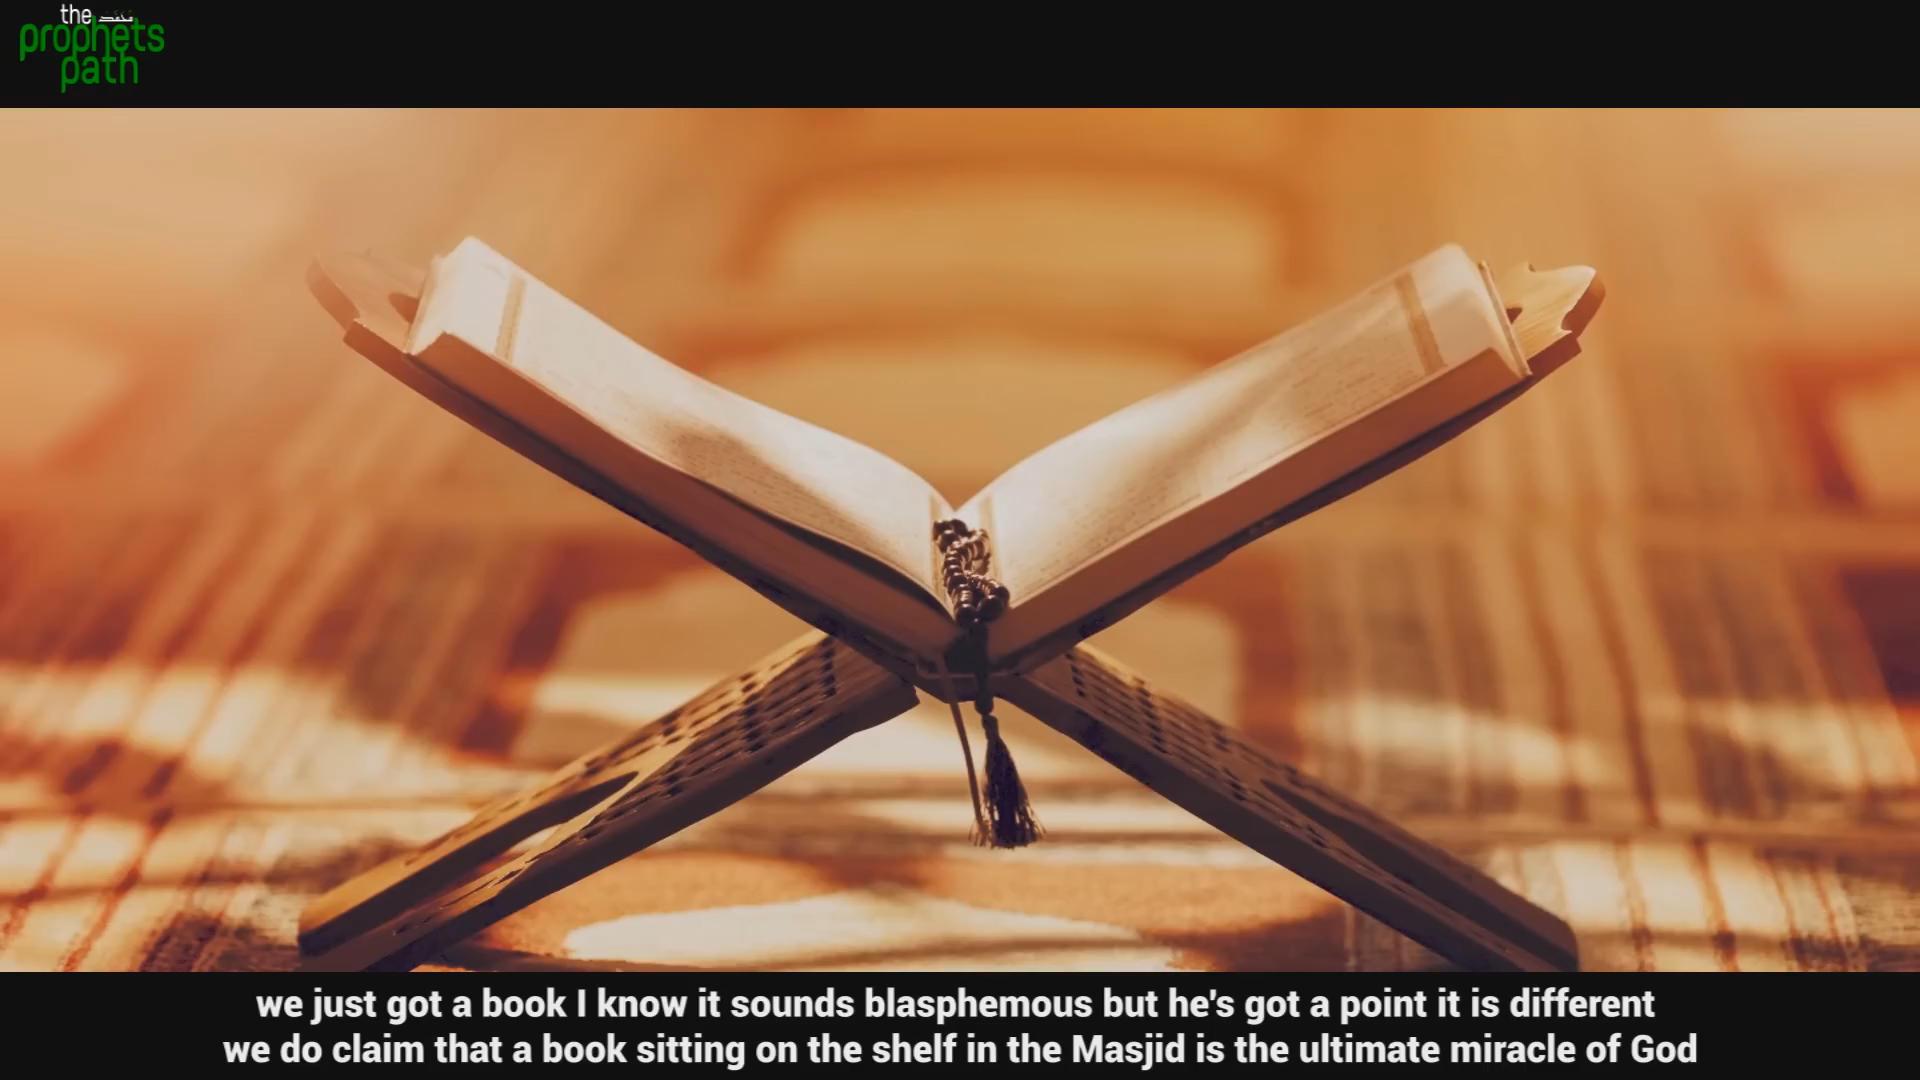 the
prophets
path
we just got a book I know it sounds blasphemous but he's got a point it is different
we do claim that a book sitting on the shelf in the Masjid is the ultimate miracle of God